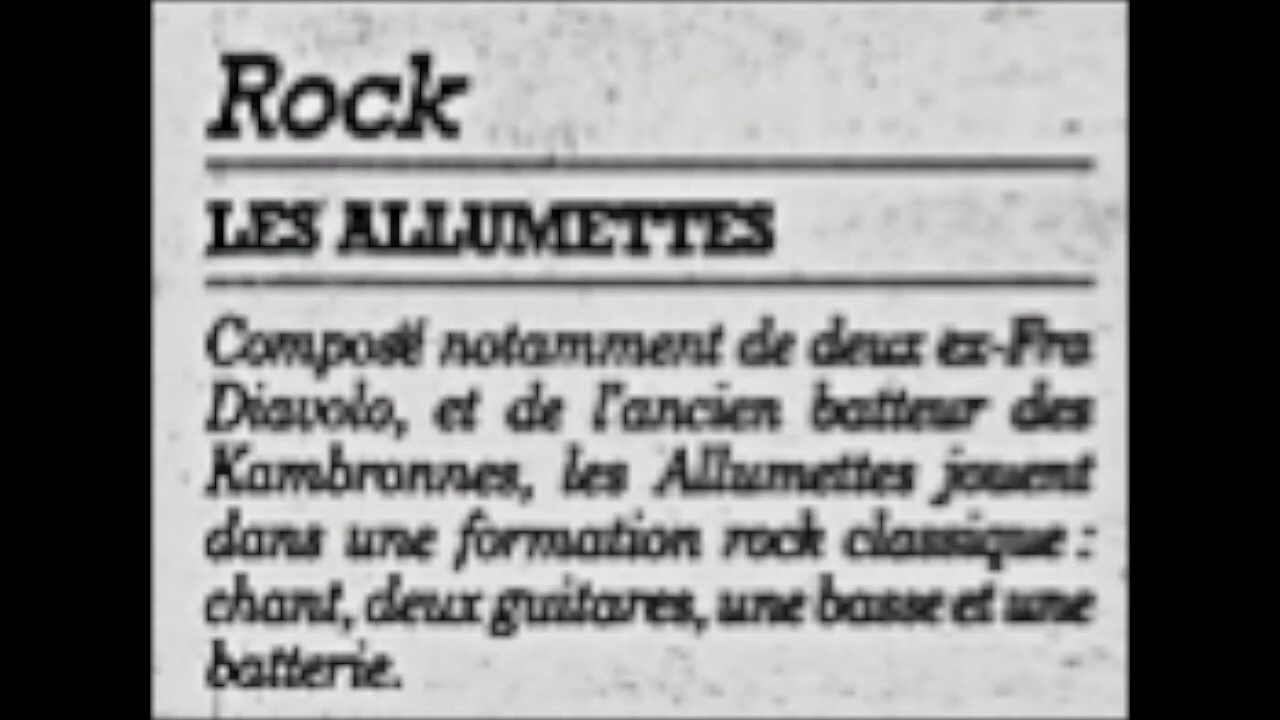 Rock
LES ALLUMETTES
Composé notamment de deux ex-Fra
Diavolo, et de l'ancien batteur des
Kambronnes, les Allumettes jouent
dans une formation rock classique :
chant, deux guitares, une basse et une
batterie.